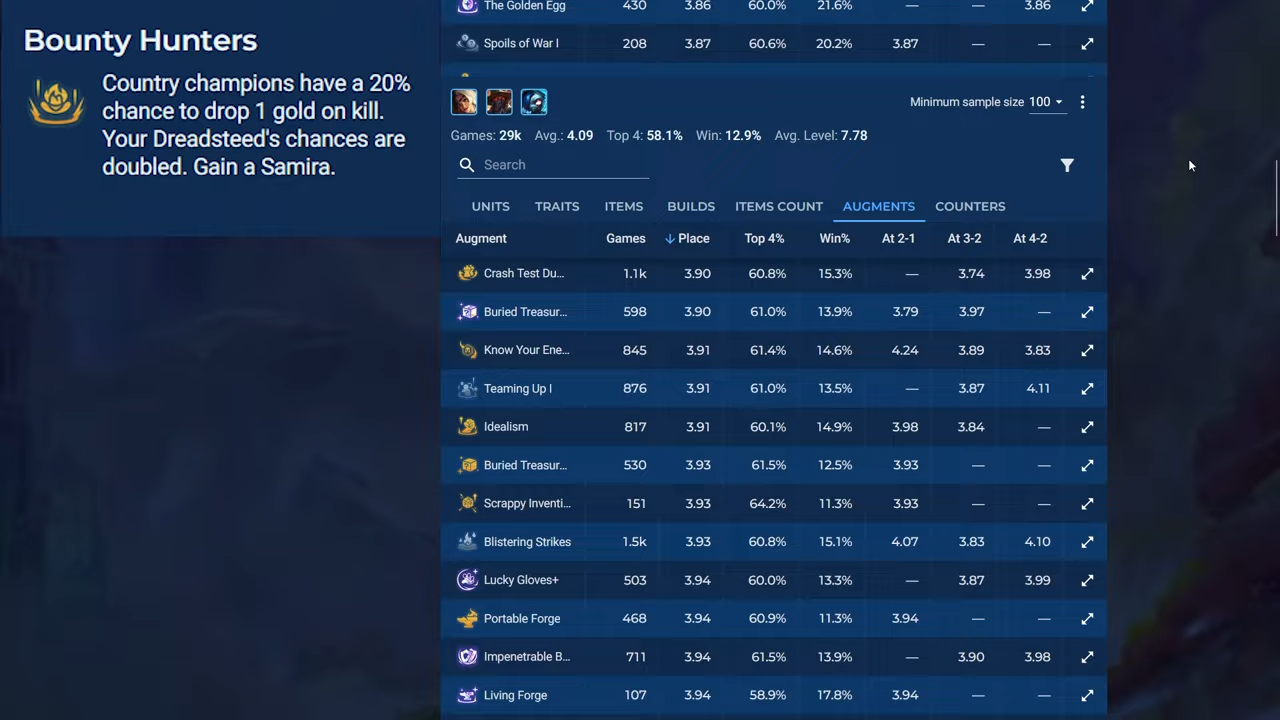 Bounty Hunters
Country champions have a 20%
chance to drop 1 gold on kill.
Your Dreadsteed's chances are
doubled. Gain a Samira.
The Golden Egg 430 3.86 60.0% 21.6% — — 3.86
Spoils of War I 208 3.87 60.6% 20.2% 3.87 — —
Minimum sample size 100
Games: 29k Avg.: 4.09 Top 4: 58.1% Win: 12.9% Avg. Level: 7.78
Search
UNITS TRAITS ITEMS BUILDS ITEMS COUNT AUGMENTS COUNTERS
Augment Games Place Top 4% Win% At 2-1 At 3-2 At 4-2
Crash Test Du... 1.1k 3.90 60.8% 15.3% — 3.74 3.98
Buried Treasur... 598 3.90 61.0% 13.9% 3.79 3.97 —
Know Your Ene... 845 3.91 61.4% 14.6% 4.24 3.89 3.83
Teaming Up I 876 3.91 61.0% 13.5% — 3.87 4.11
Idealism 817 3.91 60.1% 14.9% 3.98 3.84 —
Buried Treasur... 530 3.93 61.5% 12.5% 3.93 — —
Scrappy Inventi... 151 3.93 64.2% 11.3% 3.93 — —
Blistering Strikes 1.5k 3.93 60.8% 15.1% 4.07 3.83 4.10
Lucky Gloves+ 503 3.94 60.0% 13.3% — 3.87 3.99
Portable Forge 468 3.94 60.9% 11.3% 3.94 — —
Impenetrable B... 711 3.94 61.5% 13.9% — 3.90 3.98
Living Forge 107 3.94 58.9% 17.8% 3.94 — —